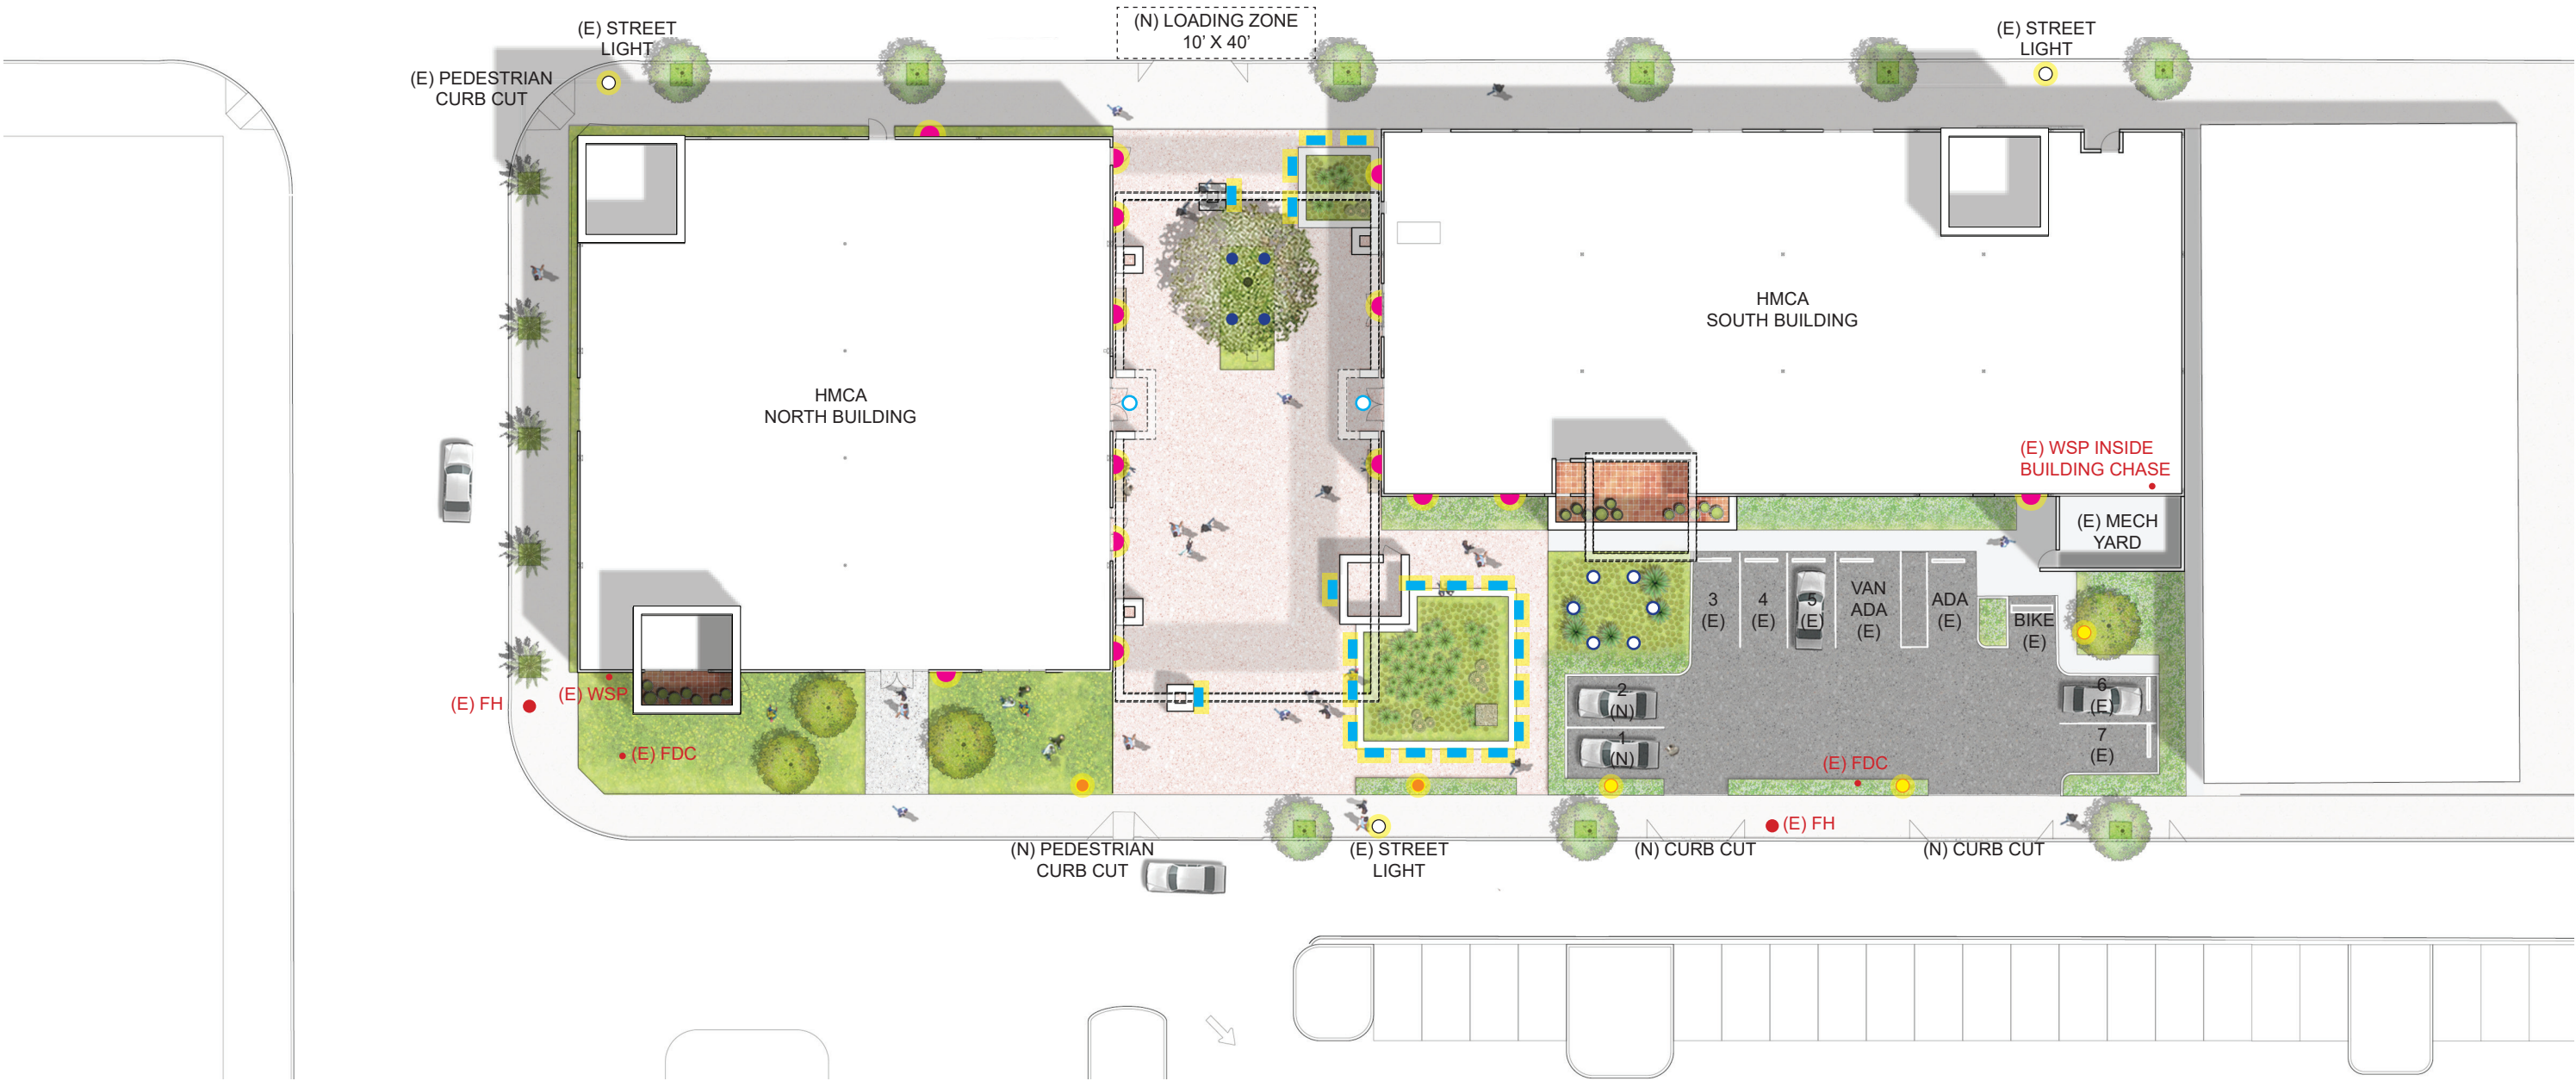 (N) LOADING ZONE
10’ X 40’
(E) STREET
LIGHT
(E) STREET
LIGHT
(E) PEDESTRIAN
CURB CUT
HMCA
SOUTH BUILDING
HMCA
NORTH BUILDING
(E) WSP INSIDE
BUILDING CHASE
(E) MECH
YARD
3
(E)
4
(E)
5
(E)
VAN
ADA
(E)
ADA
(E)
BIKE
(E)
2
(N)
1
(N)
6
(E)
7
(E)
(E) FH
(E) WSP
(E) FDC
(E) FDC
(E) FH
(N) PEDESTRIAN
CURB CUT
(E) STREET
LIGHT
(N) CURB CUT
(N) CURB CUT